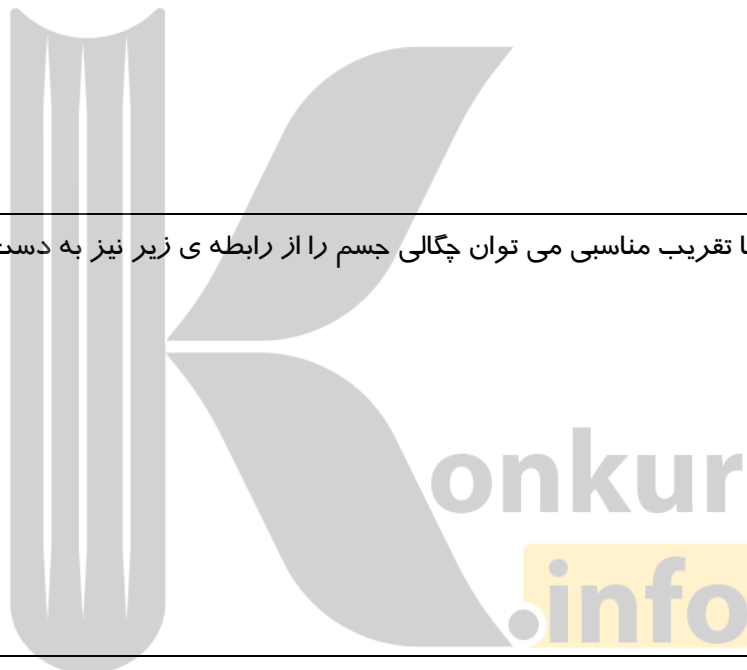 ا تقریب مناسبی می توان چگالی جسم را از رابطه ی زیر نیز به دست
onkur
.info